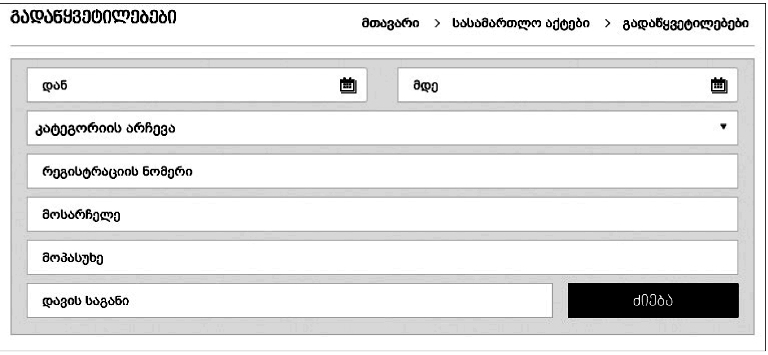 გადაწყვეტილებები
მთავარი > სასამართლო აქტები > გადაწყვეტილებები
დან
მდე
კატეგორიის არჩევა
რეგისტრაციის ნომერი
მოსარჩელე
მოპასუხე
დავის საგანი
ძიება